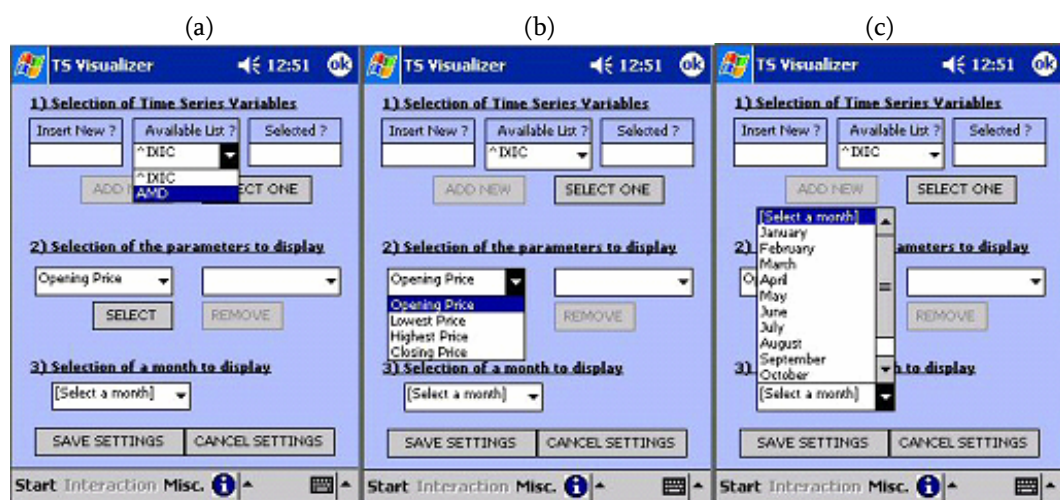 (a)
TS Visualizer 12:51 ok
1) Selection of Time Series Variables
Insert New ? Available List ? Selected ?
^IXIC
^IXIC
ADD N ECT ONE
AMD
2) Selection of the parameters to display
Opening Price
SELECT REMOVE
3) Selection of a month to display
[Select a month]
SAVE SETTINGS CANCEL SETTINGS
Start Interaction Misc.
(b)
TS Visualizer 12:51 ok
1) Selection of Time Series Variables
Insert New ? Available List ? Selected ?
^IXIC
ADD NEW SELECT ONE
2) Selection of the parameters to display
Opening Price
Opening Price
Lowest Price
REMOVE
Highest Price
Closing Price
3) Selection of a month to display
[Select a month]
SAVE SETTINGS CANCEL SETTINGS
Start Interaction Misc.
(c)
TS Visualizer 12:51 ok
1) Selection of Time Series Variables
Insert New ? Available List ? Selected ?
^IXIC
ADD NEW SELECT ONE
[Select a month]
January
2) February ameters to display
March
O April
May
June REMOVE
July
August
September
3) October h to display
[Select a month]
SAVE SETTINGS CANCEL SETTINGS
Start Interaction Misc.